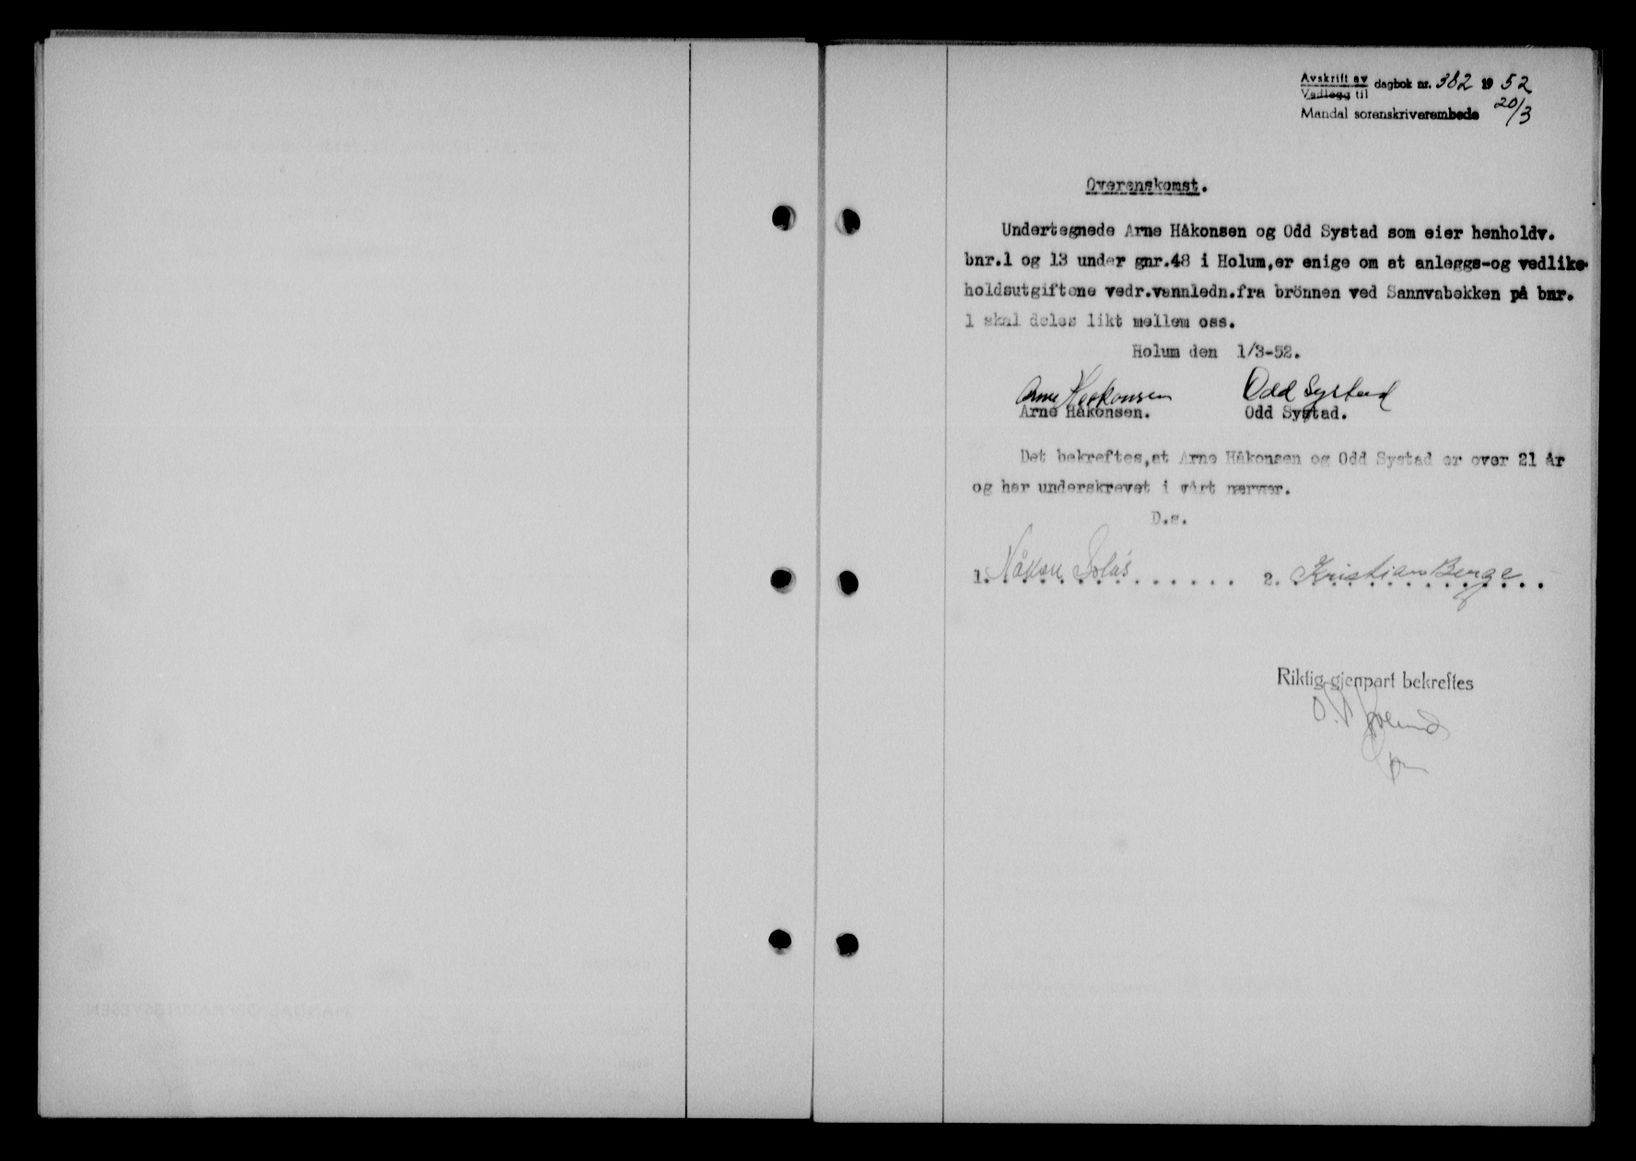 Avskrift av dagbok nr. 382 1952
Vedlegg til
Mandal sorenskriverembede 20/3
Overenskomst.
Undertegnede Arne Håkonsen og Odd Systad som eier henholdv.
bnr.1 og 13 under gnr.48 i Holum,er enige om at anleggs-og vedlike-
holdsutgiftene vedr.vannledn.fra brönnen ved Sannvabekken på bnr.
1 skal deles likt mellem oss.
Holum den 1/3-52.
Arne Haakonsen Odd Systad
Arne Håkonsen. Odd Systad.
Det bekreftes,at Arne Håkonsen og Odd Systad er over 21 år
og har underskrevet i vårt nærvær.
D.s.
1. Håkon Solås 2. Kristian Berge
Riktig gjenpart bekreftes